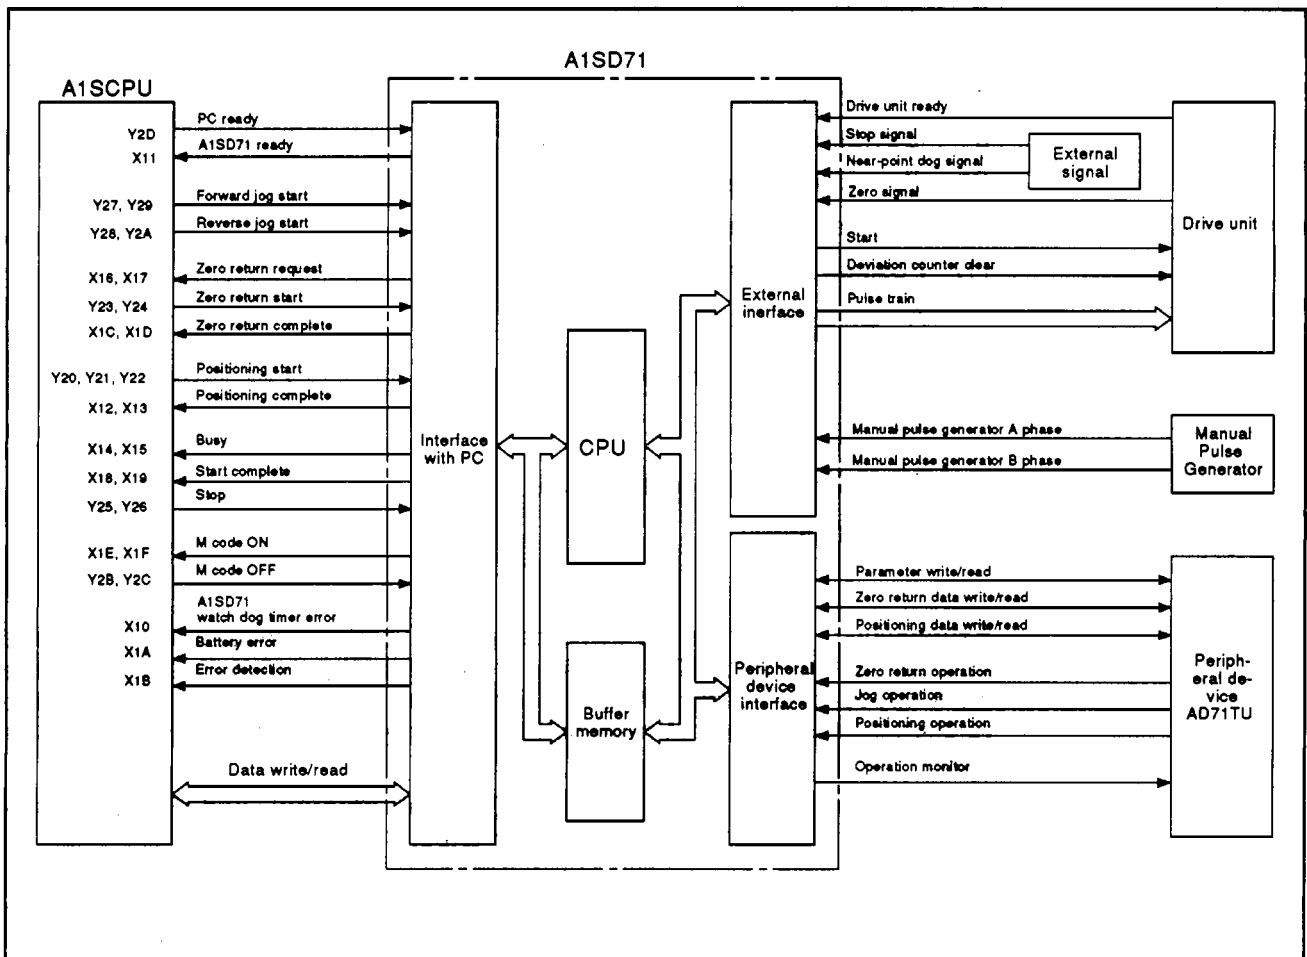 A1SD71
A1SCPU
Y2D
PC ready
X11
A1SD71 ready
Y27, Y29
Forward jog start
Y28, Y2A
Reverse jog start
X16, X17
Zero return request
Y23, Y24
Zero return start
X1C, X1D
Zero return complete
Y20, Y21, Y22
Positioning start
X12, X13
Positioning complete
X14, X15
Busy
X18, X19
Start complete
Y25, Y26
Stop
X1E, X1F
M code ON
Y2B, Y2C
M code OFF
X10
A1SD71
watch dog timer error
X1A
Battery error
X1B
Error detection
Data write/read
Interface
with PC
CPU
Buffer
memory
External
inerface
Peripheral
device
interface
Drive unit ready
Stop signal
Near-point dog signal
Zero signal
Start
Deviation counter clear
Pulse train
External
signal
Drive unit
Manual pulse generator A phase
Manual pulse generator B phase
Manual
Pulse
Generator
Parameter write/read
Zero return data write/read
Positioning data write/read
Zero return operation
Jog operation
Positioning operation
Operation monitor
Periph-
eral de-
vice
AD71TU